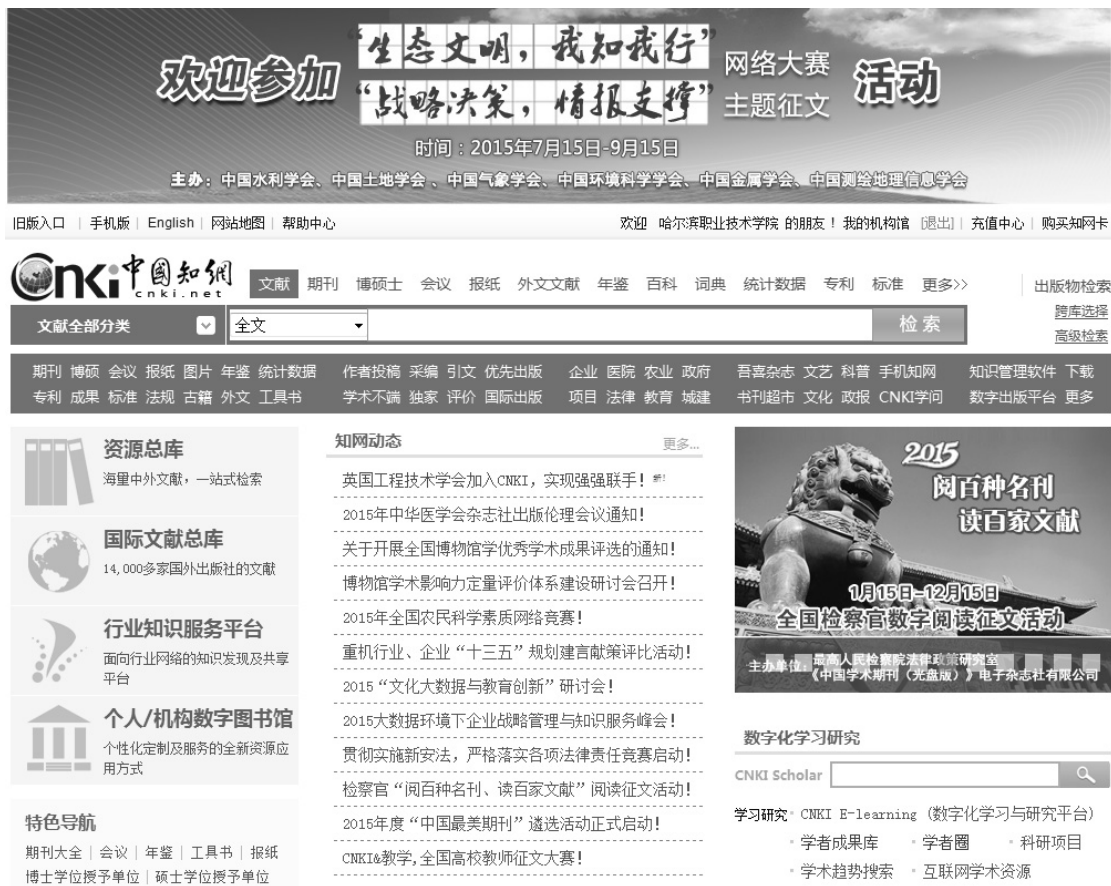 欢迎参加
“生态文明，我知我行”
“战略决策，情报支撑”
网络大赛
主题征文
活动
时间：2015年7月15日-9月15日
主办：中国水利学会、中国土地学会 、中国气象学会、中国环境科学学会、中国金属学会、中国测绘地理信息学会
旧版入口 | 手机版 | English | 网站地图 | 帮助中心
欢迎 哈尔滨职业技术学院 的朋友！ 我的机构馆 [退出] | 充值中心 | 购买知网卡
Cnki 中國知網
cnki.net
文献 期刊 博硕士 会议 报纸 外文文献 年鉴 百科 词典 统计数据 专利 标准 更多>>
出版物检索
文献全部分类 全文 检索
跨库选择
高级检索
期刊 博硕 会议 报纸 图片 年鉴 统计数据 作者投稿 采编 引文 优先出版 企业 医院 农业 政府 吾喜杂志 文艺 科普 手机知网 知识管理软件 下载
专利 成果 标准 法规 古籍 外文 工具书 学术不端 独家 评价 国际出版 项目 法律 教育 城建 书刊超市 文化 政报 CNKI学问 数字出版平台 更多
资源总库
海里中外文献，一站式检索
国际文献总库
14,000多家国外出版社的文献
行业知识服务平台
面向行业网络的知识发现及共享
平台
个人/机构数字图书馆
个性化定制及服务的全新资源应
用方式
特色导航
期刊大全 | 会议 | 年鉴 | 工具书 | 报纸
博士学位授予单位 | 硕士学位授予单位
知网动态 更多...
英国工程技术学会加入CNKI，实现强强联手！
2015年中华医学会杂志社出版伦理会议通知！
关于开展全国博物馆学优秀学术成果评选的通知！
博物馆学术影响力定量评价体系建设研讨会召开！
2015年全国农民科学素质网络竞赛！
重机行业、企业“十三五”规划建言献策评比活动！
2015“文化大数据与教育创新”研讨会！
2015大数据环境下企业战略管理与知识服务峰会！
贯彻实施新安法，严格落实各项法律责任竞赛启动！
检察官“阅百种名刊、读百家文献”阅读征文活动！
2015年度“中国最美期刊”遴选活动正式启动！
CNKI&教学,全国高校教师征文大赛！
2015
阅百种名刊
读百家文献
1月15日-12月15日
全国检察官数字阅读征文活动
主办单位：最高人民检察院法律政策研究室
《中国学术期刊（光盘版）》电子杂志社有限公司
数字化学习研究
CNKI Scholar
学习研究 · CNKI E-learning (数字化学习与研究平台)
· 学者成果库 · 学者圈 · 科研项目
· 学术趋势搜索 · 互联网学术资源